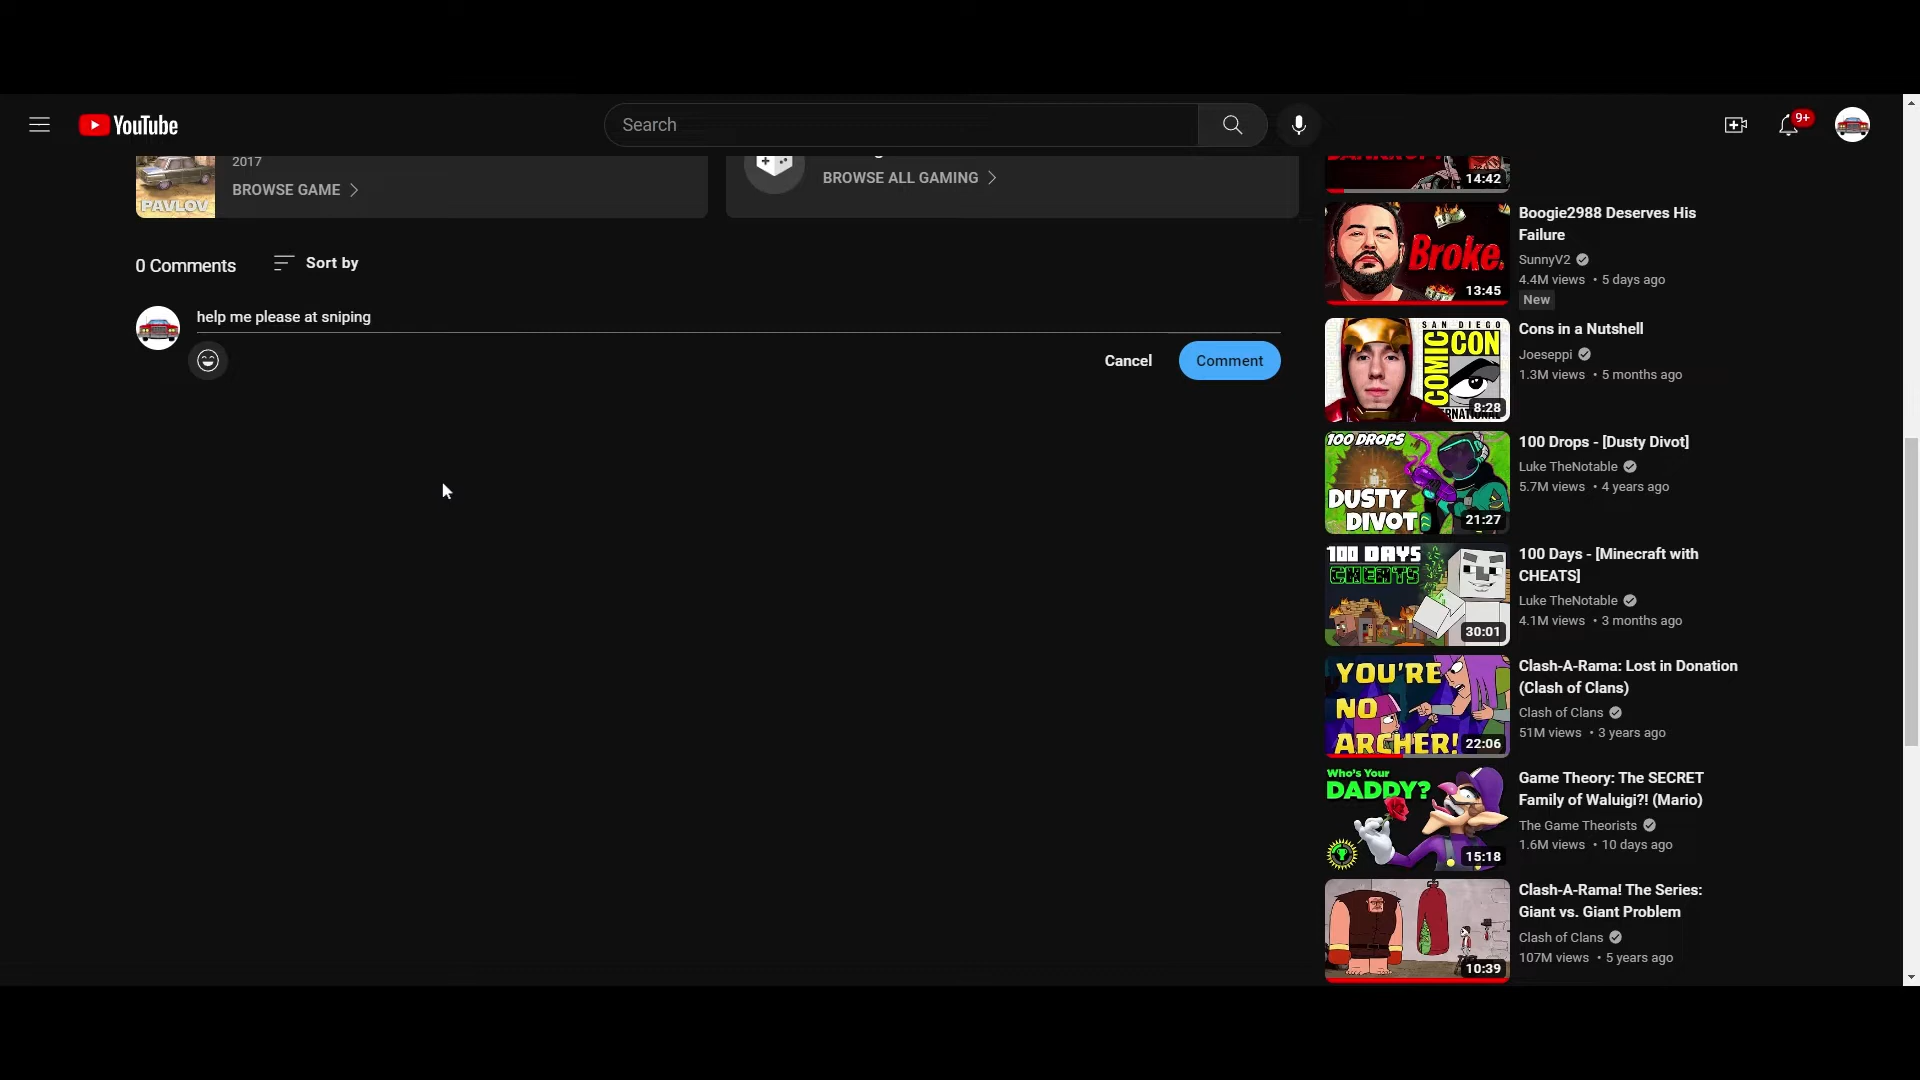 YouTube
Search
9+
2017
BROWSE GAME
PAVLOV
BROWSE ALL GAMING
0 Comments
Sort by
help me please at sniping
Cancel
Comment
14:42
Broke.
13:45
Boogie2988 Deserves His
Failure
SunnyV2
4.4M views • 5 days ago
New
SAN DIEGO
COMIC
CON
8:28
Cons in a Nutshell
Joeseppi
1.3M views • 5 months ago
100 DROPS
DUSTY
DIVOT
21:27
100 Drops - [Dusty Divot]
Luke TheNotable
5.7M views • 4 years ago
100 DAYS
CHEATS
30:01
100 Days - [Minecraft with
CHEATS]
Luke TheNotable
4.1M views • 3 months ago
YOU'RE
NO
ARCHER!
22:06
Clash-A-Rama: Lost in Donation
(Clash of Clans)
Clash of Clans
51M views • 3 years ago
WHO'S YOUR
DADDY?
15:18
Game Theory: The SECRET
Family of Waluigi?! (Mario)
The Game Theorists
1.6M views • 10 days ago
10:39
Clash-A-Rama! The Series:
Giant vs. Giant Problem
Clash of Clans
107M views • 5 years ago